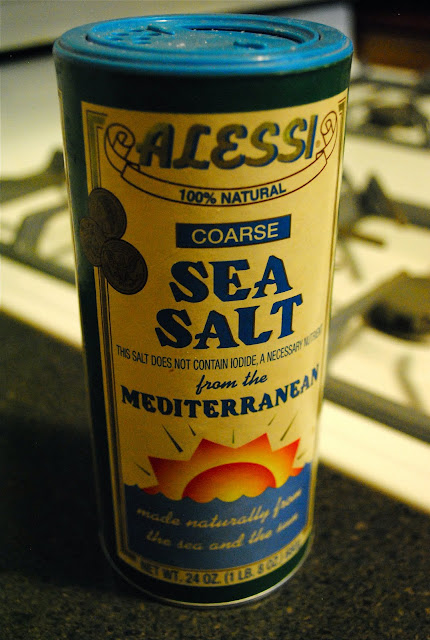 ALESSI®
100% NATURAL
COARSE
SEA
SALT
THIS SALT DOES NOT CONTAIN IODIDE, A NECESSARY NUTRIENT
from the
MEDITERRANEAN
made naturally from
the sea and the sun
NET WT. 24 OZ. (1 LB. 8 OZ.) 680g